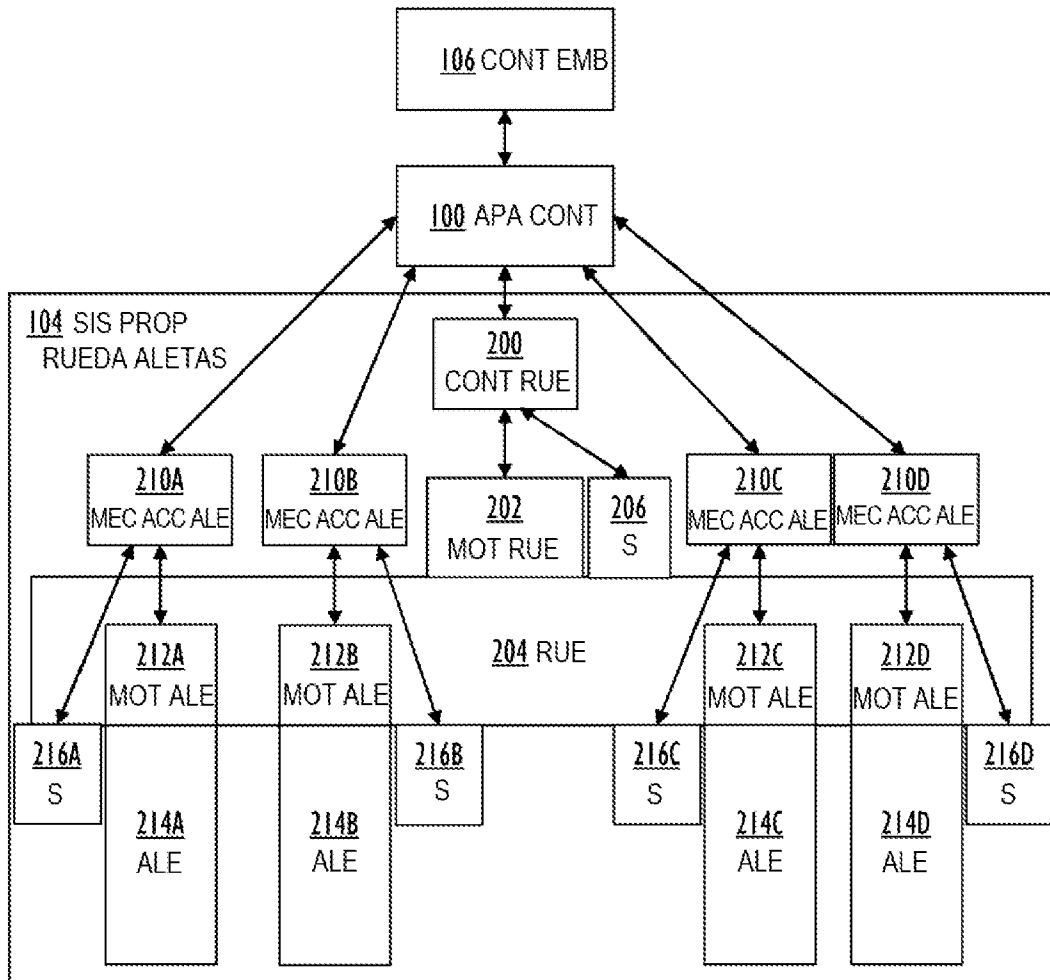 106 CONT EMB
100 APA CONT
104 SIS PROP
RUEDA ALETAS
200
CONT RUE
210A
MEC ACC ALE
210B
MEC ACC ALE
202
MOT RUE
206
S
210C
MEC ACC ALE
210D
MEC ACC ALE
204 RUE
212A
MOT ALE
212B
MOT ALE
212C
MOT ALE
212D
MOT ALE
216A
S
214A
ALE
214B
ALE
216B
S
216C
S
214C
ALE
214D
ALE
216D
S